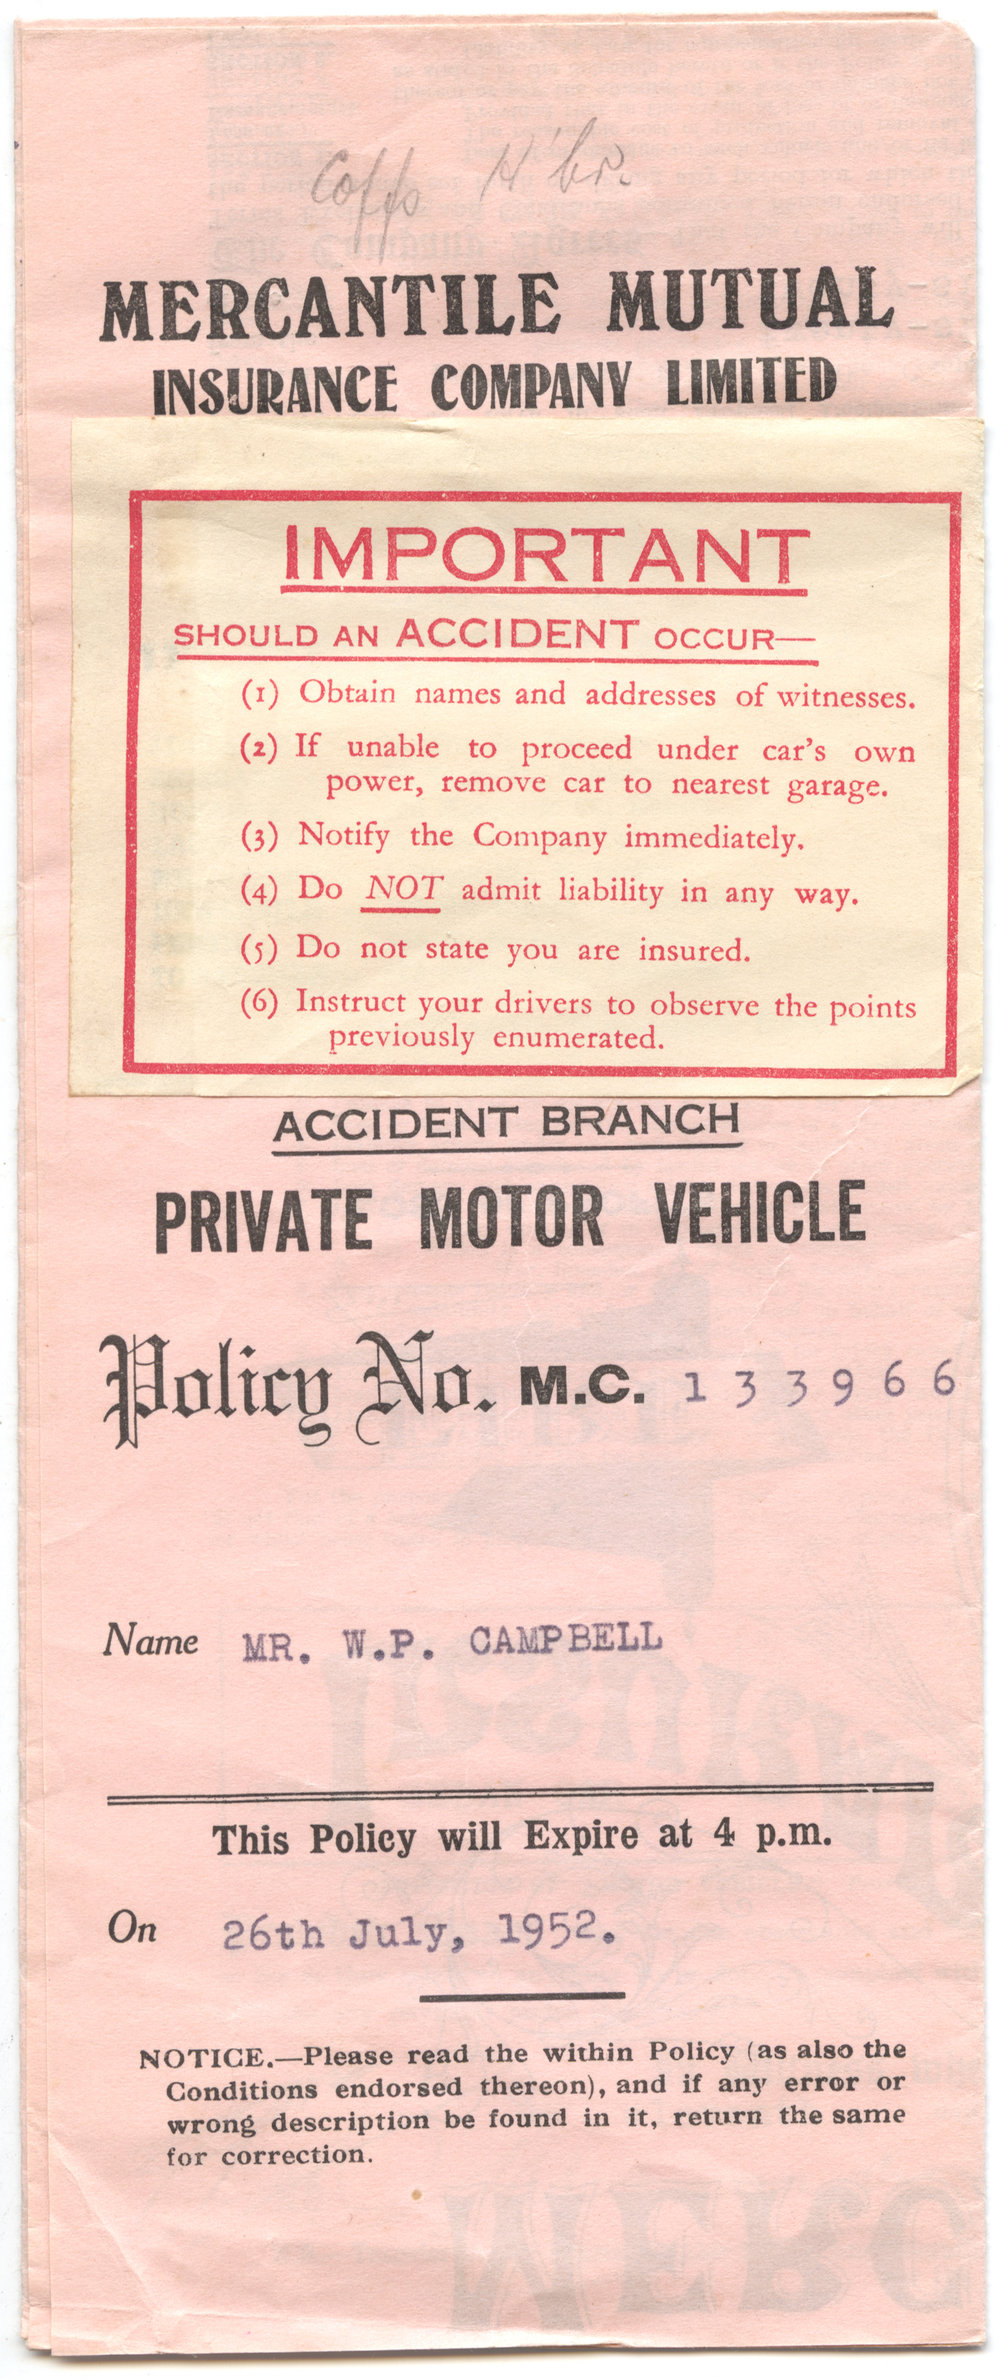 Coffs H'br.
MERCANTILE MUTUAL
INSURANCE COMPANY LIMITED
IMPORTANT
SHOULD AN ACCIDENT OCCUR—
(1) Obtain names and addresses of witnesses.
(2) If unable to proceed under car's own
power, remove car to nearest garage.
(3) Notify the Company immediately.
(4) Do NOT admit liability in any way.
(5) Do not state you are insured.
(6) Instruct your drivers to observe the points
previously enumerated.
ACCIDENT BRANCH
PRIVATE MOTOR VEHICLE
Policy No. M.C. 133966
Name MR. W.P. CAMPBELL
This Policy will Expire at 4 p.m.
On 26th July, 1952.
NOTICE.—Please read the within Policy (as also the
Conditions endorsed thereon), and if any error or
wrong description be found in it, return the same
for correction.